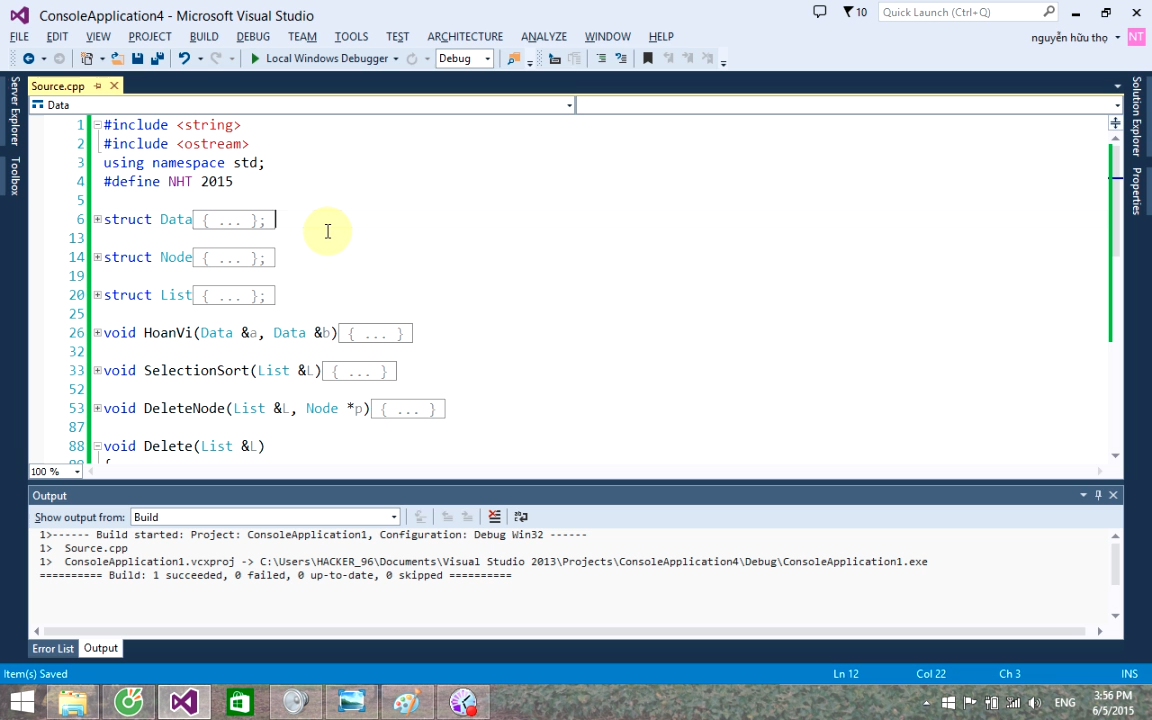 ConsoleApplication4 - Microsoft Visual Studio
10
Quick Launch (Ctrl+Q)
FILE EDIT VIEW PROJECT BUILD DEBUG TEAM TOOLS TEST ARCHITECTURE ANALYZE WINDOW HELP
nguyễn hữu thọ NT
Local Windows Debugger Debug
Source.cpp
Data
Server Explorer
Toolbox
Solution Explorer
Properties
1 #include <string>
2 #include <ostream>
3 using namespace std;
4 #define NHT 2015
5
6 struct Data{ ... };
13
14 struct Node{ ... };
19
20 struct List{ ... };
25
26 void HoanVi(Data &a, Data &b){ ... }
32
33 void SelectionSort(List &L){ ... }
52
53 void DeleteNode(List &L, Node *p){ ... }
87
88 void Delete(List &L)
89 {
100 %
Output
Show output from: Build
1>------ Build started: Project: ConsoleApplication1, Configuration: Debug Win32 ------
1> Source.cpp
1> ConsoleApplication1.vcxproj -> C:\Users\HACKER_96\Documents\Visual Studio 2013\Projects\ConsoleApplication4\Debug\ConsoleApplication1.exe
========== Build: 1 succeeded, 0 failed, 0 up-to-date, 0 skipped ==========
Error List Output
Item(s) Saved Ln 12 Col 22 Ch 3 INS
ENG
3:56 PM
6/5/2015